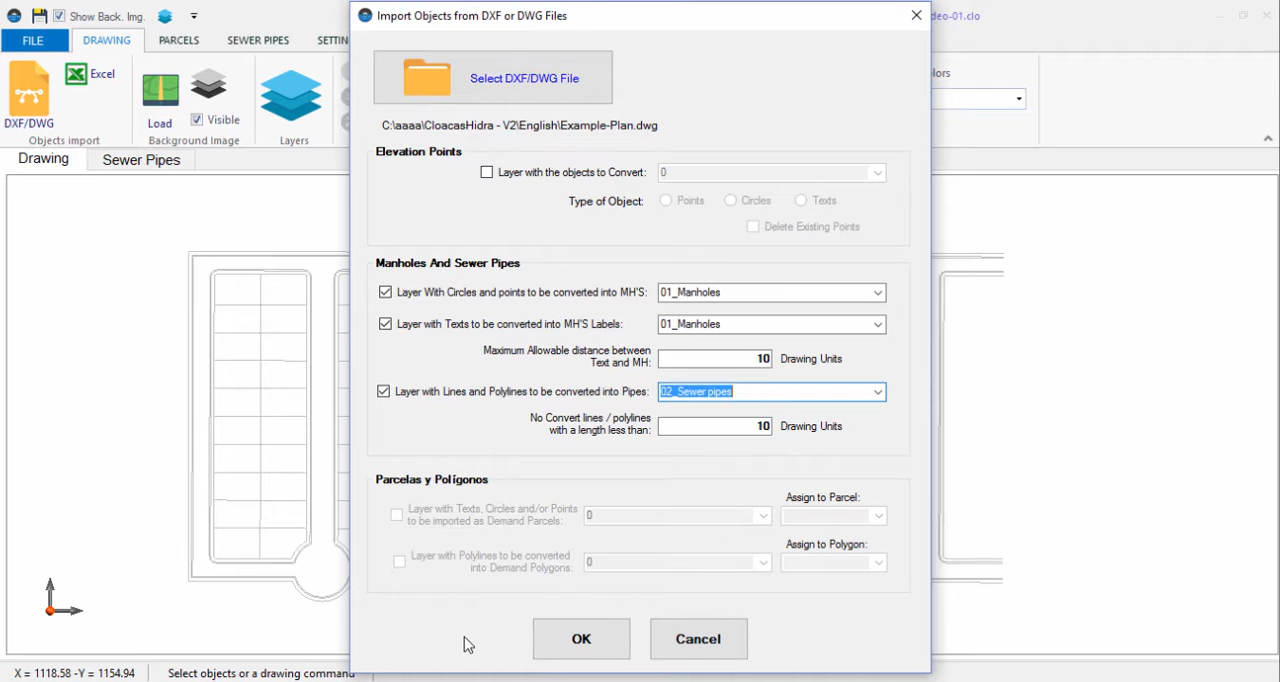 Show Back. Img.
Import Objects from DXF or DWG Files
deo-01.clo
FILE
DRAWING
PARCELS
SEWER PIPES
SETTIN
Select DXF/DWG File
Excel
DXF/DWG
Load
Visible
Objects import
Background Image
Layers
lors
C:\aaaa\CloacasHidra - V2\English\Example-Plan.dwg
Drawing
Sewer Pipes
Elevation Points
Layer with the objects to Convert:
0
Type of Object:
Points
Circles
Texts
Delete Existing Points
Manholes And Sewer Pipes
Layer With Circles and points to be converted into MH'S:
01_Manholes
Layer with Texts to be converted into MH'S Labels:
01_Manholes
Maximum Allowable distance between
Text and MH:
10
Drawing Units
Layer with Lines and Polylines to be converted into Pipes:
02_Sewer pipes
No Convert lines / polylines
with a length less than:
10
Drawing Units
Parcelas y Polígonos
Layer with Texts, Circles and/or Points
to be imported as Demand Parcels:
0
Assign to Parcel:
Layer with Polylines to be converted
into Demand Polygons:
0
Assign to Polygon:
OK
Cancel
X = 1118.58 -Y = 1154.94
Select objects or a drawing command